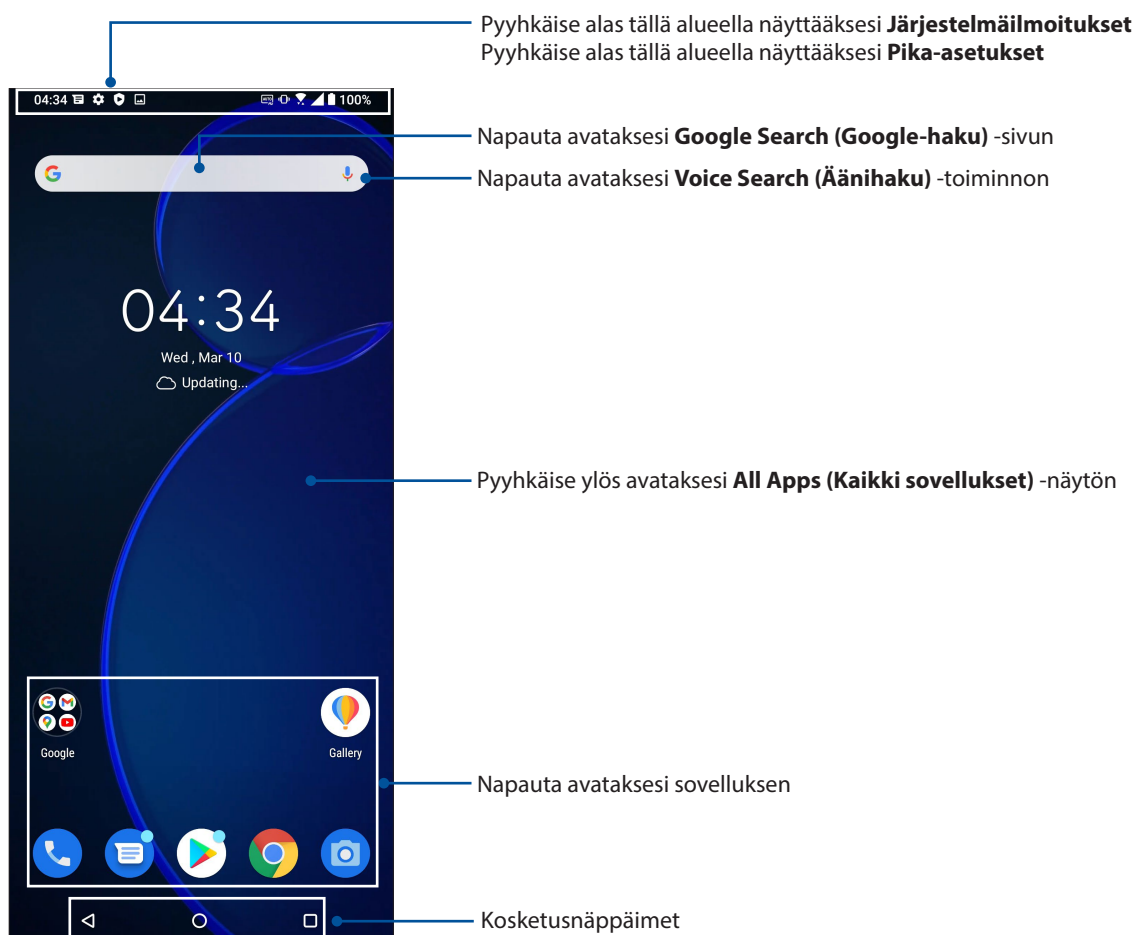 Pyyhkäise alas tällä alueella näyttääksesi Järjestelmäilmoitukset
Pyyhkäise alas tällä alueella näyttääksesi Pika-asetukset
04:34 100%
Napauta avataksesi Google Search (Google-haku) -sivun
Napauta avataksesi Voice Search (Äänihaku) -toiminnon
04:34
Wed , Mar 10
Updating...
Pyyhkäise ylös avataksesi All Apps (Kaikki sovellukset) -näytön
Google Gallery
Napauta avataksesi sovelluksen
Kosketusnäppäimet